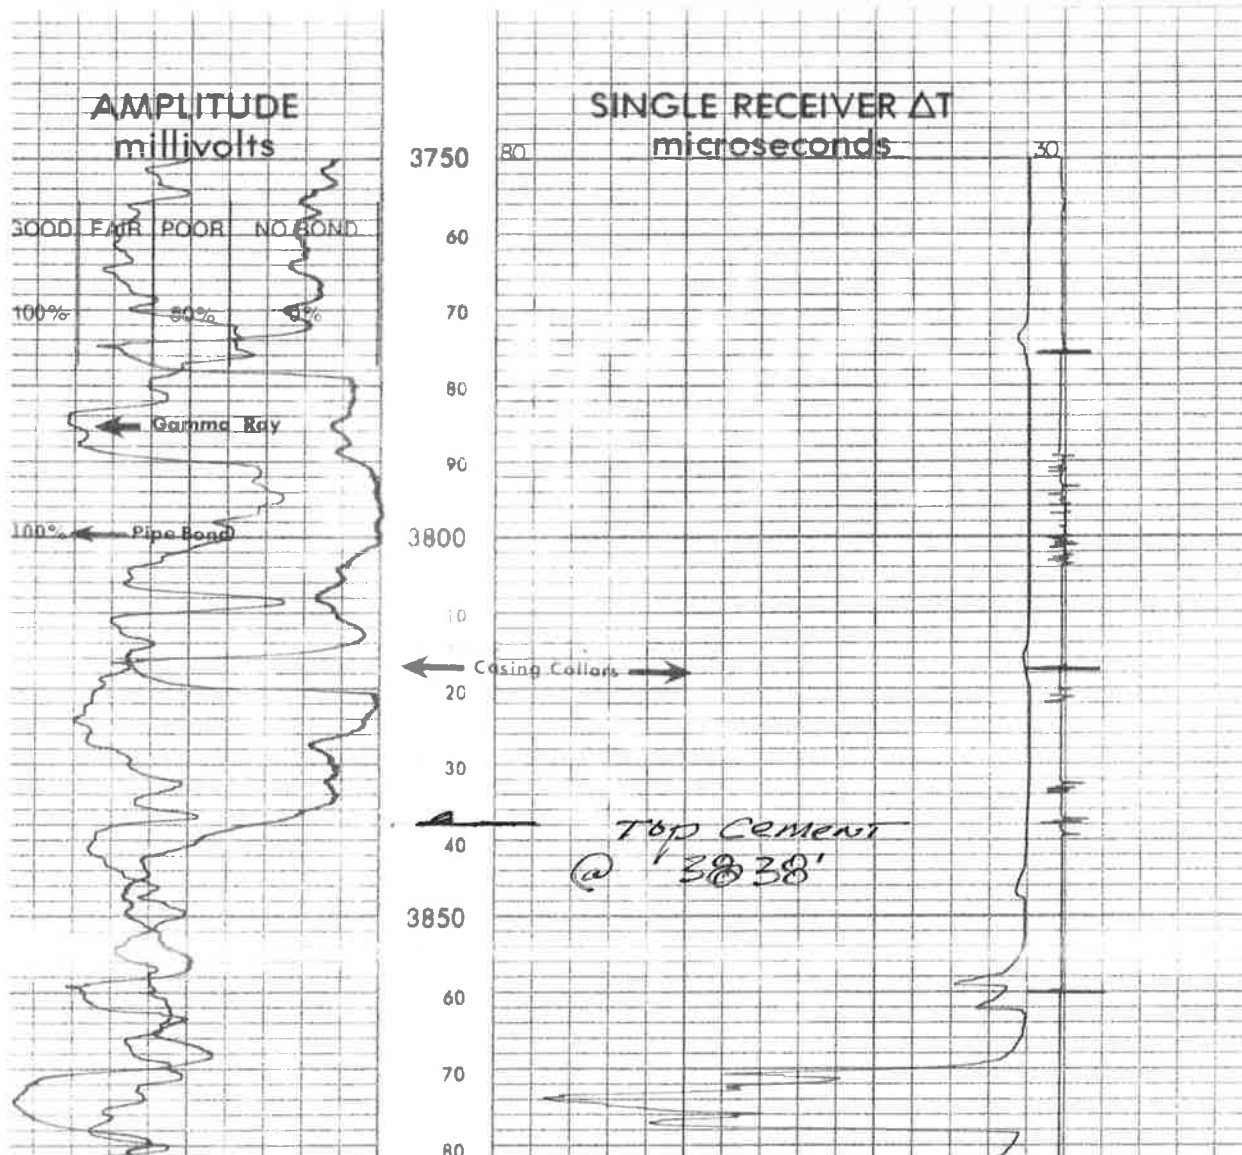 AMPLITUDE
millivolts
SINGLE RECEIVER ΔT
microseconds
3750
80
30
GOOD FAIR POOR NO BOND
60
100% 0%
70
80
Gamma Ray
90
100% Pipe Bond
3800
10
Casing Collars
20
30
Top Cement
40
@ 3838'
3850
60
70
80